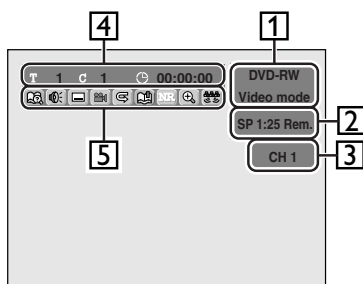 4
1
T 1 C 1 00:00:00
DVD-RW
Video mode
NR
SP 1:25 Rem.
2
5
CH 1
3